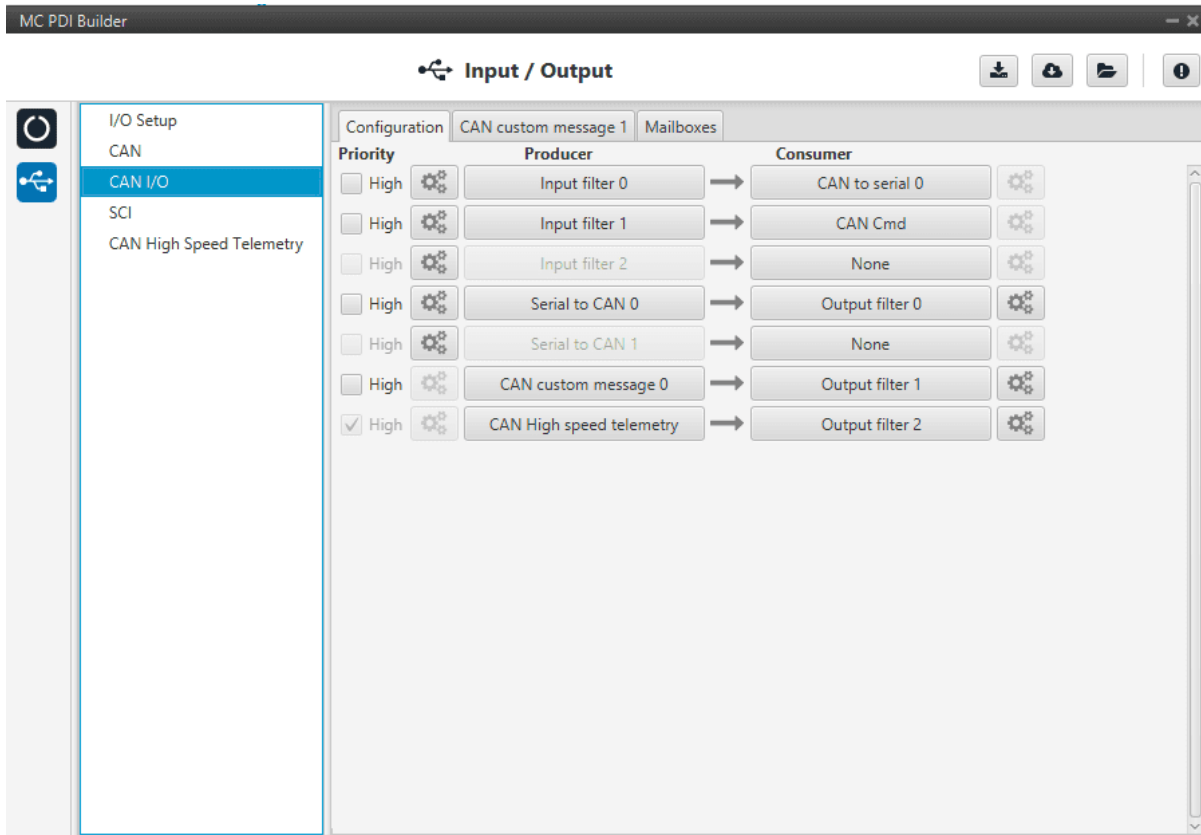 MC PDI Builder
Input / Output
I/O Setup
CAN
CAN I/O
SCI
CAN High Speed Telemetry
Configuration CAN custom message 1 Mailboxes
Priority Producer Consumer
High Input filter 0 CAN to serial 0
High Input filter 1 CAN Cmd
High Input filter 2 None
High Serial to CAN 0 Output filter 0
High Serial to CAN 1 None
High CAN custom message 0 Output filter 1
High CAN High speed telemetry Output filter 2